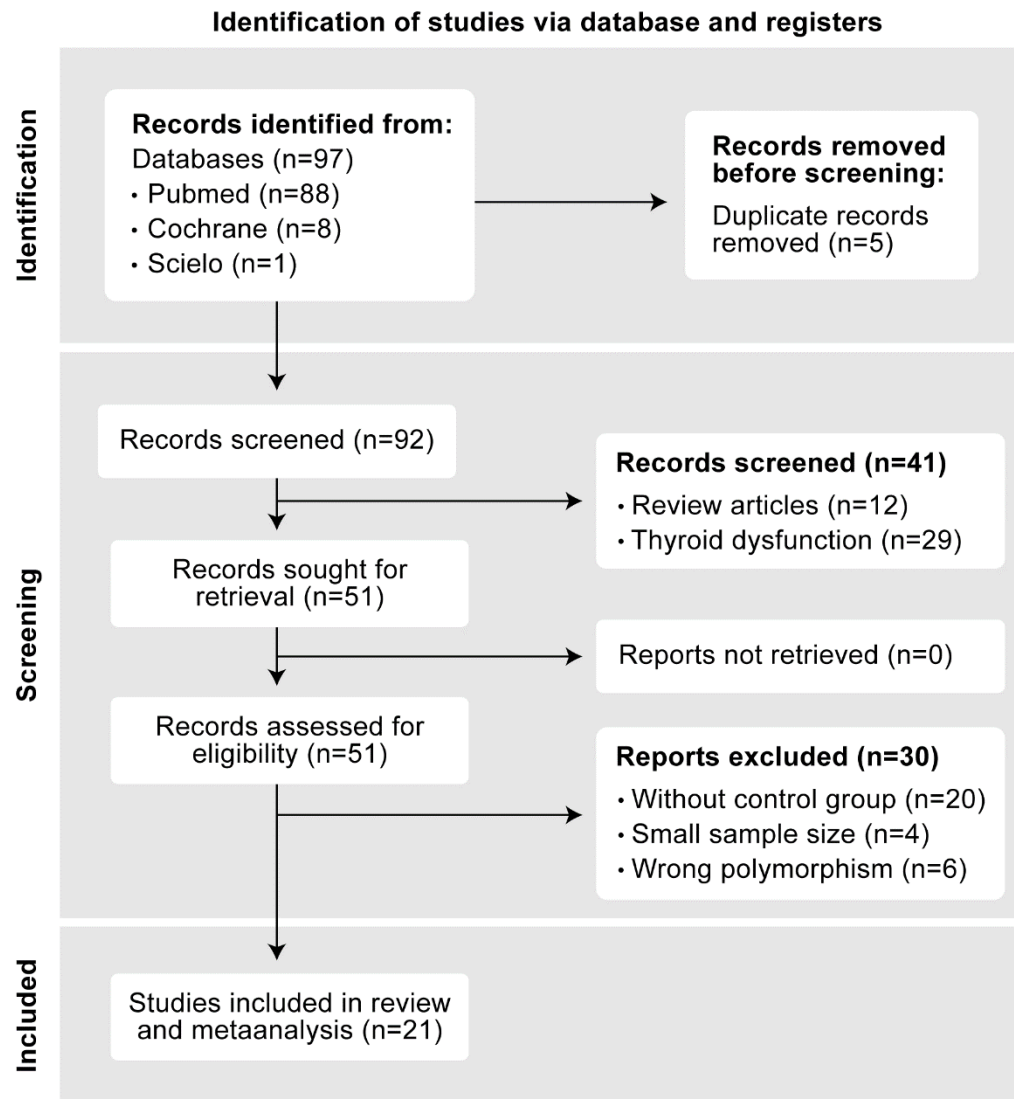 Identification of studies via database and registers
Identification
Records identified from:
Databases (n=97)
• Pubmed (n=88)
• Cochrane (n=8)
• Scielo (n=1)
Records removed
before screening:
Duplicate records
removed (n=5)
Screening
Records screened (n=92)
Records screened (n=41)
• Review articles (n=12)
• Thyroid dysfunction (n=29)
Records sought for
retrieval (n=51)
Reports not retrieved (n=0)
Records assessed for
eligibility (n=51)
Reports excluded (n=30)
• Without control group (n=20)
• Small sample size (n=4)
• Wrong polymorphism (n=6)
Included
Studies included in review
and metaanalysis (n=21)